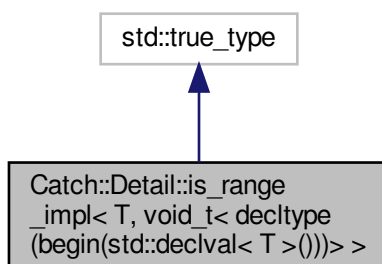 std::true_type
Catch::Detail::is_range
_impl< T, void_t< decltype
(begin(std::declval< T >()))> >